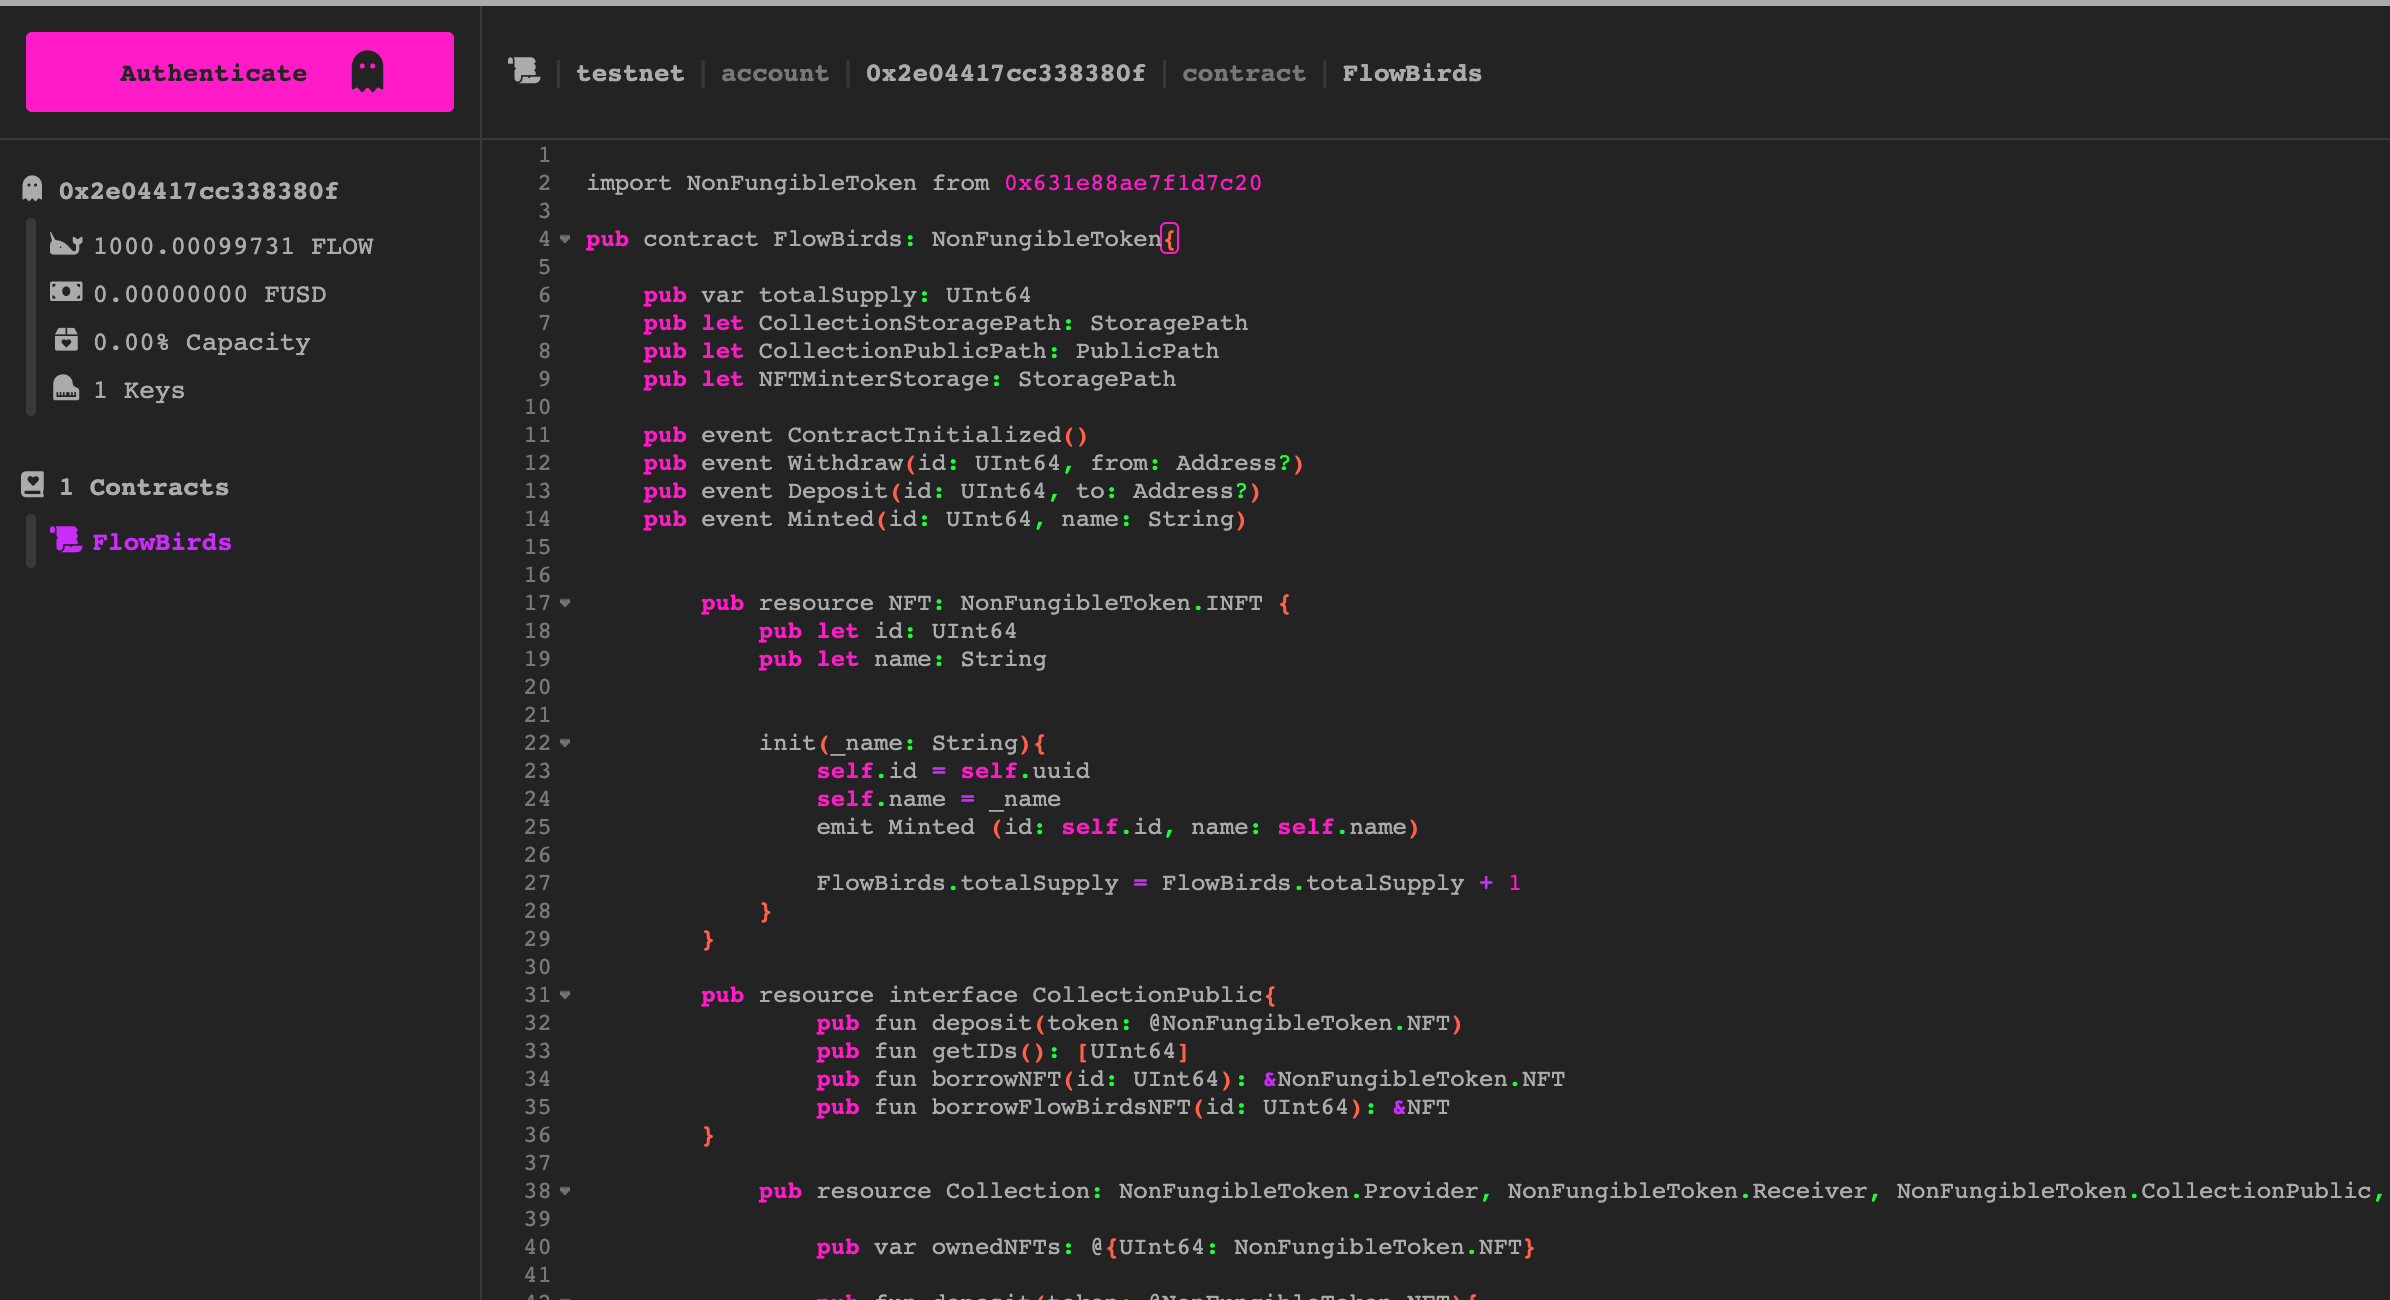 Authenticate
testnet | account | 0x2e04417cc338380f | contract | FlowBirds
0x2e04417cc338380f
1000.00099731 FLOW
0.00000000 FUSD
0.00% Capacity
1 Keys
1 Contracts
FlowBirds
1
2 import NonFungibleToken from 0x631e88ae7f1d7c20
3
4 pub contract FlowBirds: NonFungibleToken{
5
6     pub var totalSupply: UInt64
7     pub let CollectionStoragePath: StoragePath
8     pub let CollectionPublicPath: PublicPath
9     pub let NFTMinterStorage: StoragePath
10
11     pub event ContractInitialized()
12     pub event Withdraw(id: UInt64, from: Address?)
13     pub event Deposit(id: UInt64, to: Address?)
14     pub event Minted(id: UInt64, name: String)
15
16
17         pub resource NFT: NonFungibleToken.INFT {
18             pub let id: UInt64
19             pub let name: String
20
21
22             init(_name: String){
23                 self.id = self.uuid
24                 self.name = _name
25                 emit Minted (id: self.id, name: self.name)
26
27                 FlowBirds.totalSupply = FlowBirds.totalSupply + 1
28             }
29         }
30
31         pub resource interface CollectionPublic{
32                 pub fun deposit(token: @NonFungibleToken.NFT)
33                 pub fun getIDs(): [UInt64]
34                 pub fun borrowNFT(id: UInt64): &NonFungibleToken.NFT
35                 pub fun borrowFlowBirdsNFT(id: UInt64): &NFT
36         }
37
38             pub resource Collection: NonFungibleToken.Provider, NonFungibleToken.Receiver, NonFungibleToken.CollectionPublic,
39
40                 pub var ownedNFTs: @{UInt64: NonFungibleToken.NFT}
41
42                 pub fun deposit(token: @NonFungibleToken.NFT){